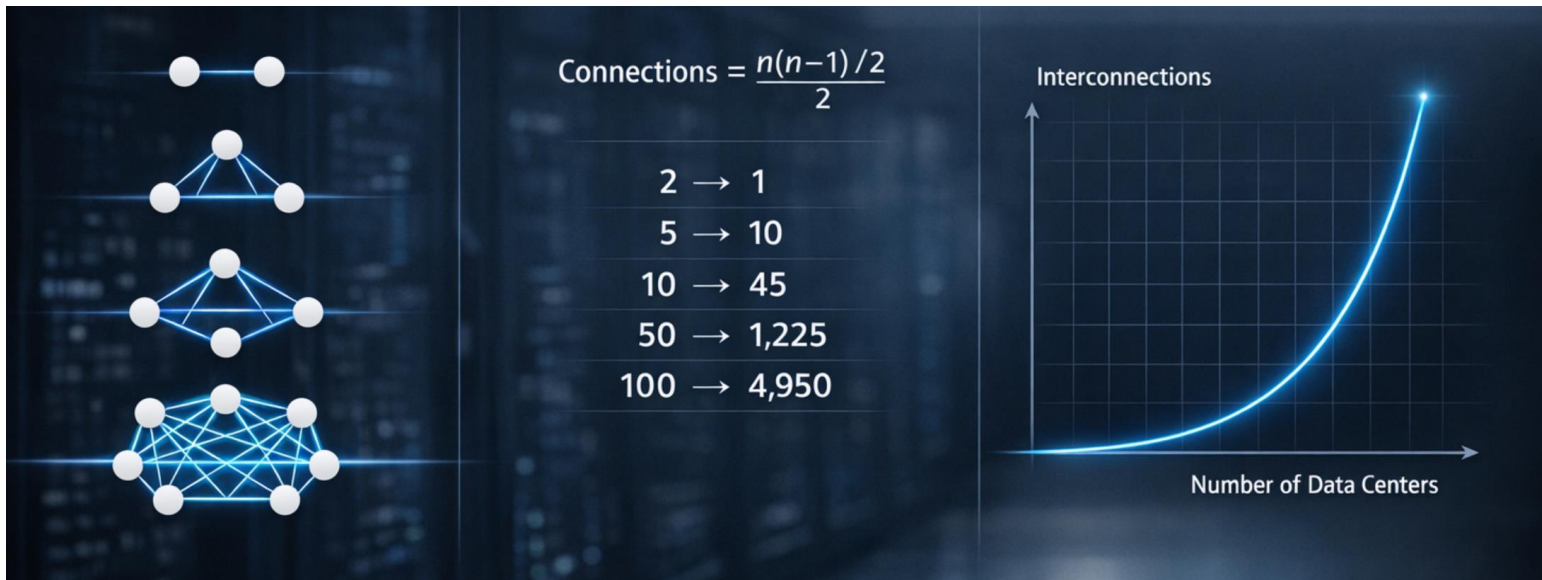 Connections = n(n−1)/2
2
2 → 1
5 → 10
10 → 45
50 → 1,225
100 → 4,950
Interconnections
Number of Data Centers